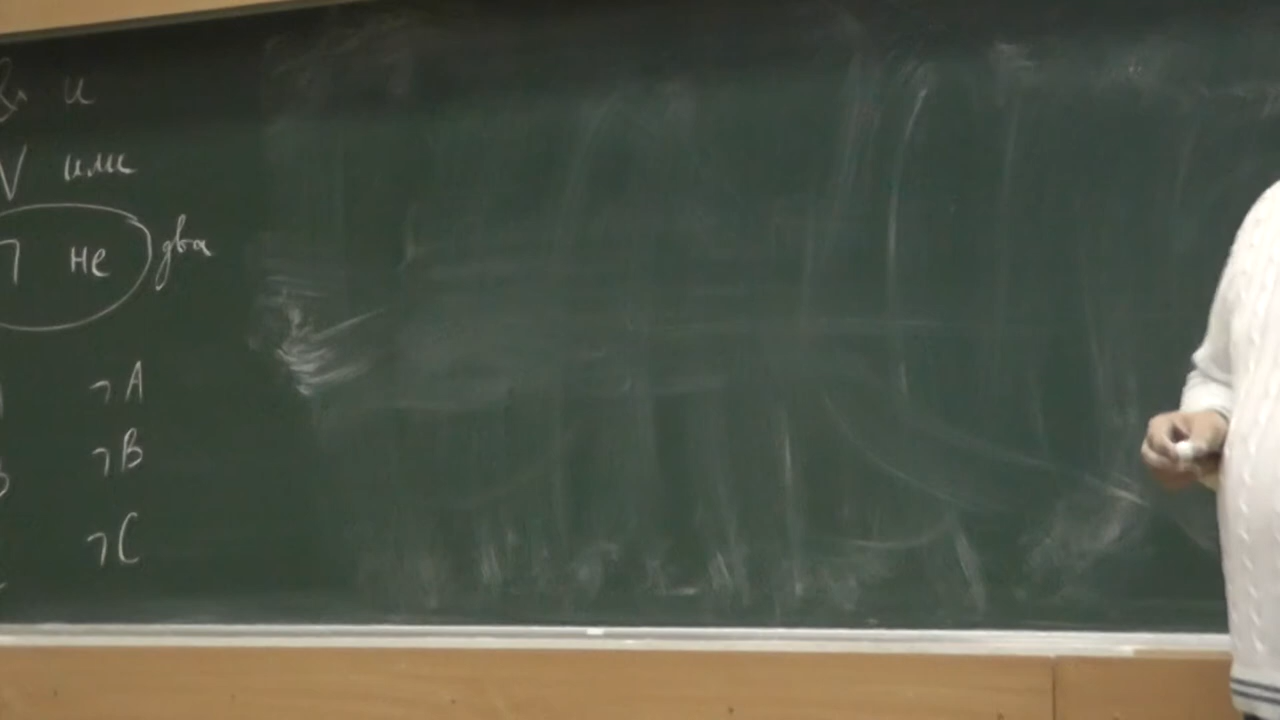 & и
V или
¬ не два
¬A
B ¬B
¬C